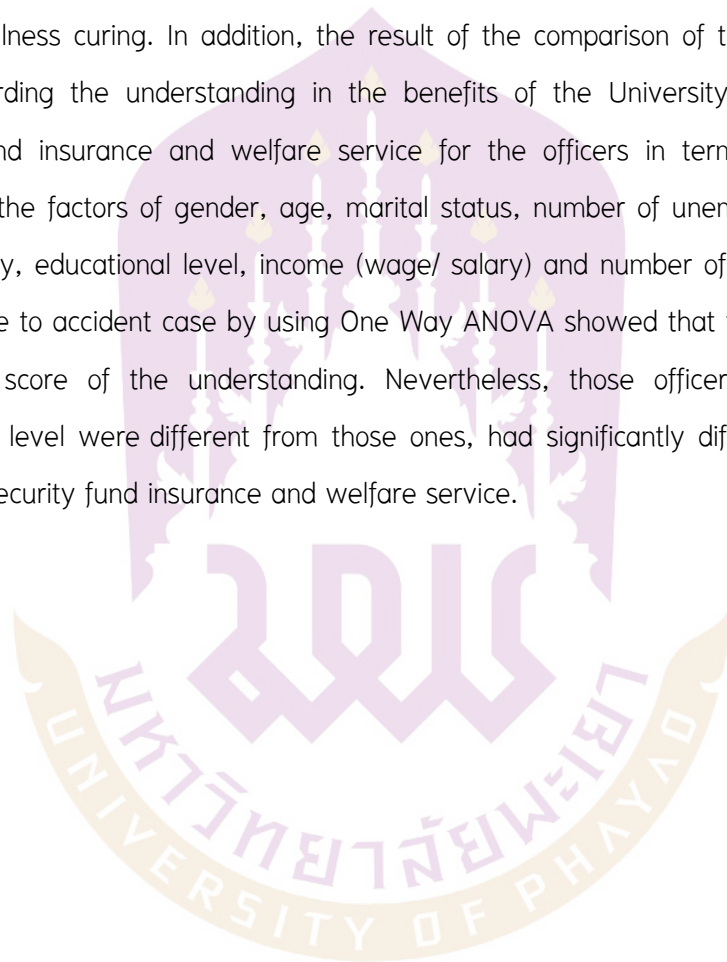 lness curing. In addition, the result of the comparison of t
rding the understanding in the benefits of the University
nd insurance and welfare service for the officers in tern
the factors of gender, age, marital status, number of unen
y, educational level, income (wage/ salary) and number of
e to accident case by using One Way ANOVA showed that
score of the understanding. Nevertheless, those officer
level were different from those ones, had significantly dif
ecurity fund insurance and welfare service.
มหาวิทยาลัยพะเยา
UNIVERSITY OF PHAYAO